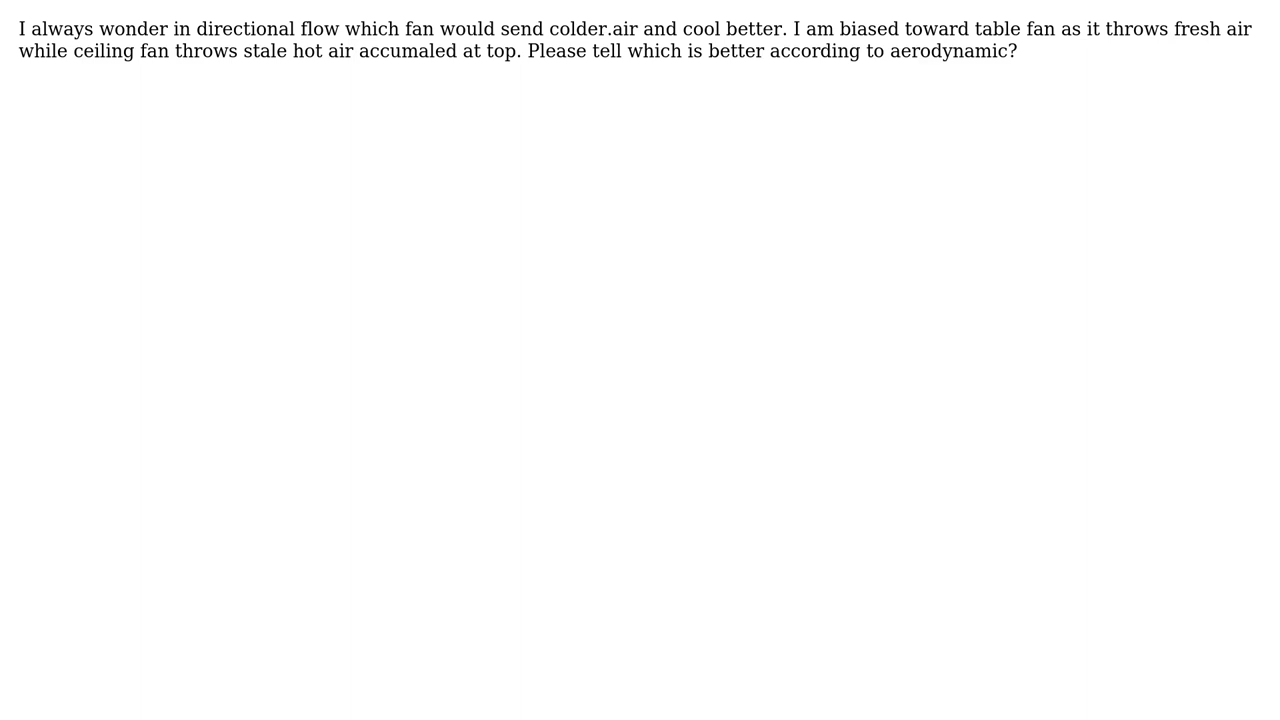 I always wonder in directional flow which fan would send colder.air and cool better. I am biased toward table fan as it throws fresh air
while ceiling fan throws stale hot air accumaled at top. Please tell which is better according to aerodynamic?